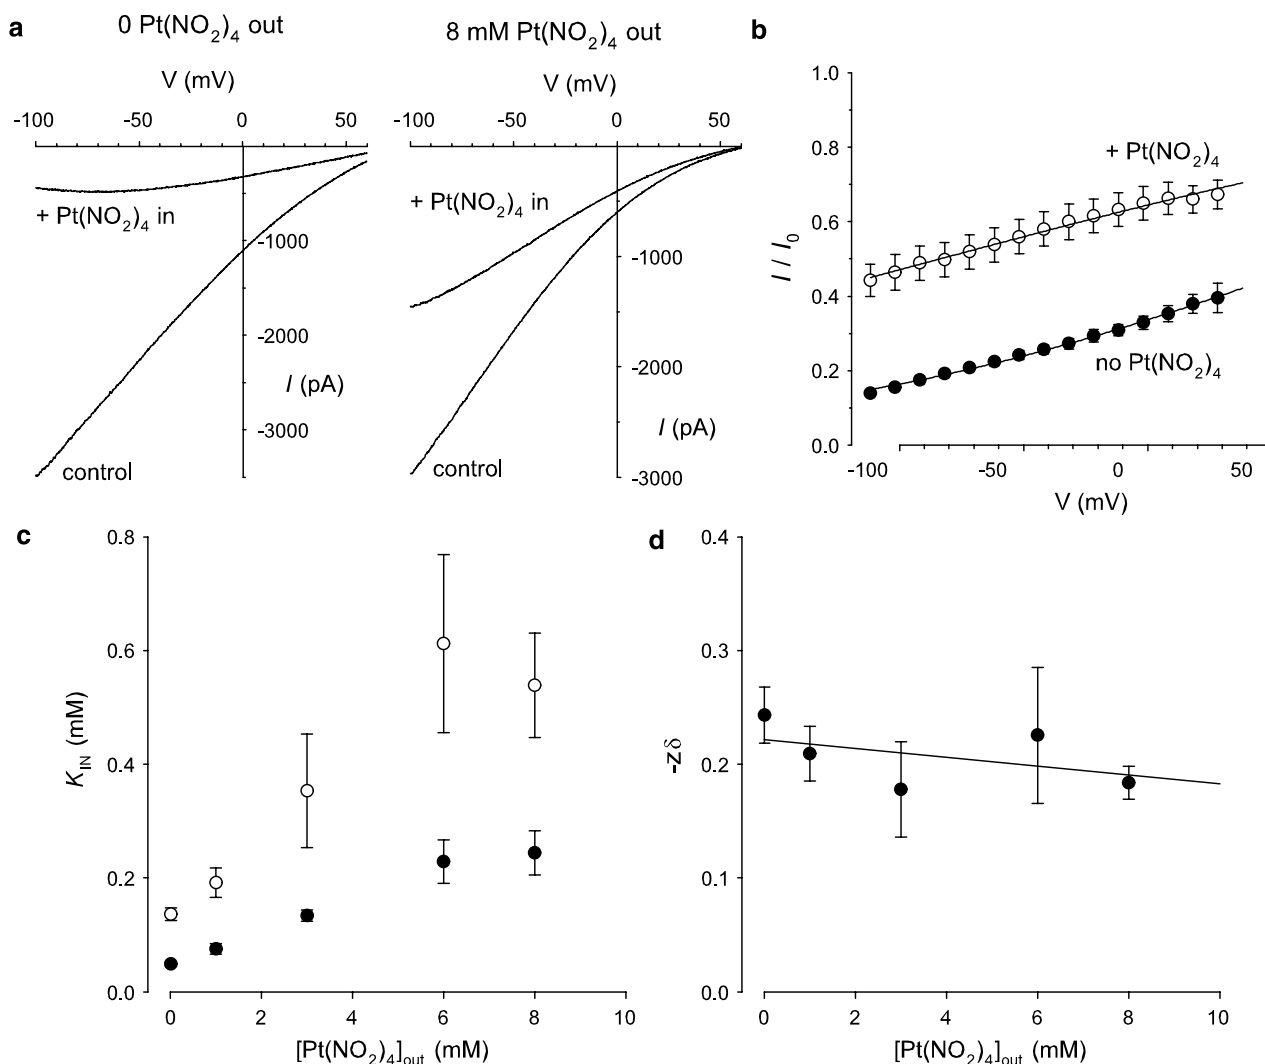 a
0 Pt(NO2)4 out
V (mV)
-100 -50 0 50
+ Pt(NO2)4 in
-1000
-2000
I (pA)
-3000
control
8 mM Pt(NO2)4 out
V (mV)
-100 -50 0 50
+ Pt(NO2)4 in
-1000
-2000
I (pA)
control
-3000
b
1.0
0.8
0.6
0.4
0.2
0.0
I / I0
+ Pt(NO2)4
no Pt(NO2)4
-100 -50 0 50
V (mV)
c
0.8
0.6
0.4
0.2
0.0
KIN (mM)
0 2 4 6 8 10
[Pt(NO2)4]out (mM)
d
0.4
0.3
0.2
0.1
0.0
-zδ
0 2 4 6 8 10
[Pt(NO2)4]out (mM)